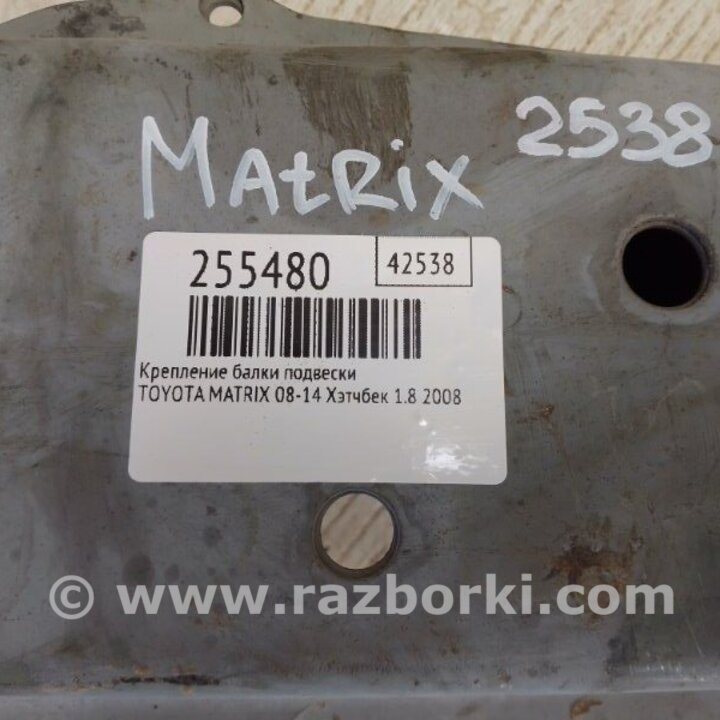 MAtRix 2538
255480 42538
Крепление балки подвески
TOYOTA MATRIX 08-14 Хэтчбек 1.8 2008
© www.razborki.com